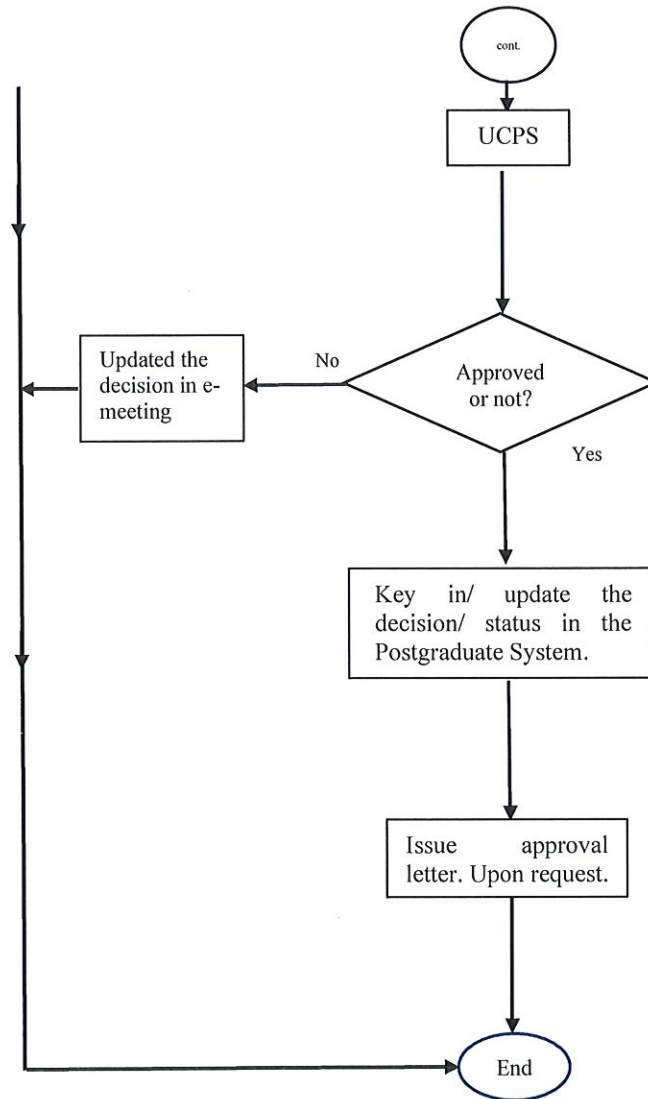 cont.
UCPS
Approved
or not?
No
Updated the
decision in e-
meeting
Yes
Key in/ update the
decision/ status in the
Postgraduate System.
Issue approval
letter. Upon request.
End